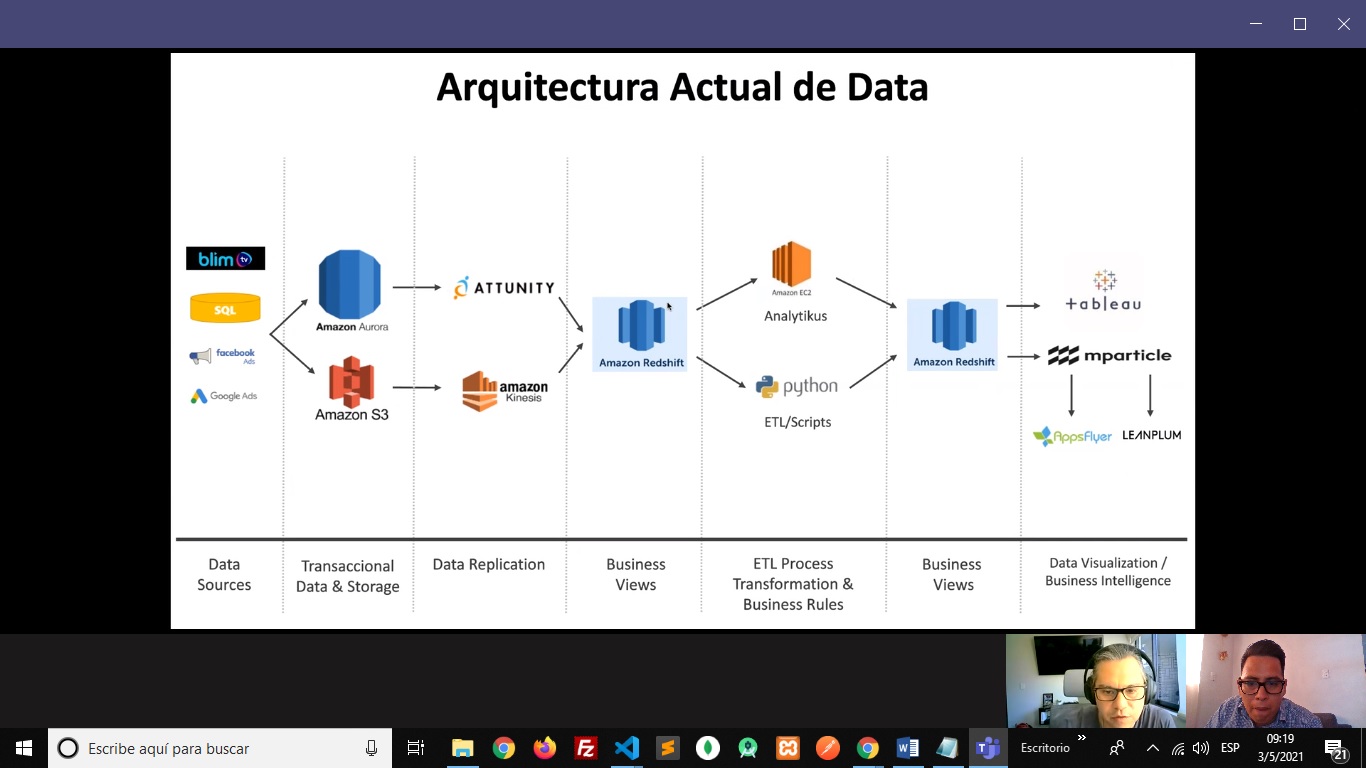 Arquitectura Actual de Data
blim tv
SQL
facebook
Ads
Google Ads
Amazon Aurora
Amazon S3
ATTUNITY
amazon
Kinesis
Amazon Redshift
Amazon EC2
Analytikus
python
ETL/Scripts
Amazon Redshift
tableau
mparticle
AppsFlyer
LEANPLUM
Data
Sources
Transaccional
Data & Storage
Data Replication
Business
Views
ETL Process
Transformation &
Business Rules
Business
Views
Data Visualization /
Business Intelligence
Escribe aquí para buscar
Fz
W
T
Escritorio
ESP
09:19
3/5/2021
21